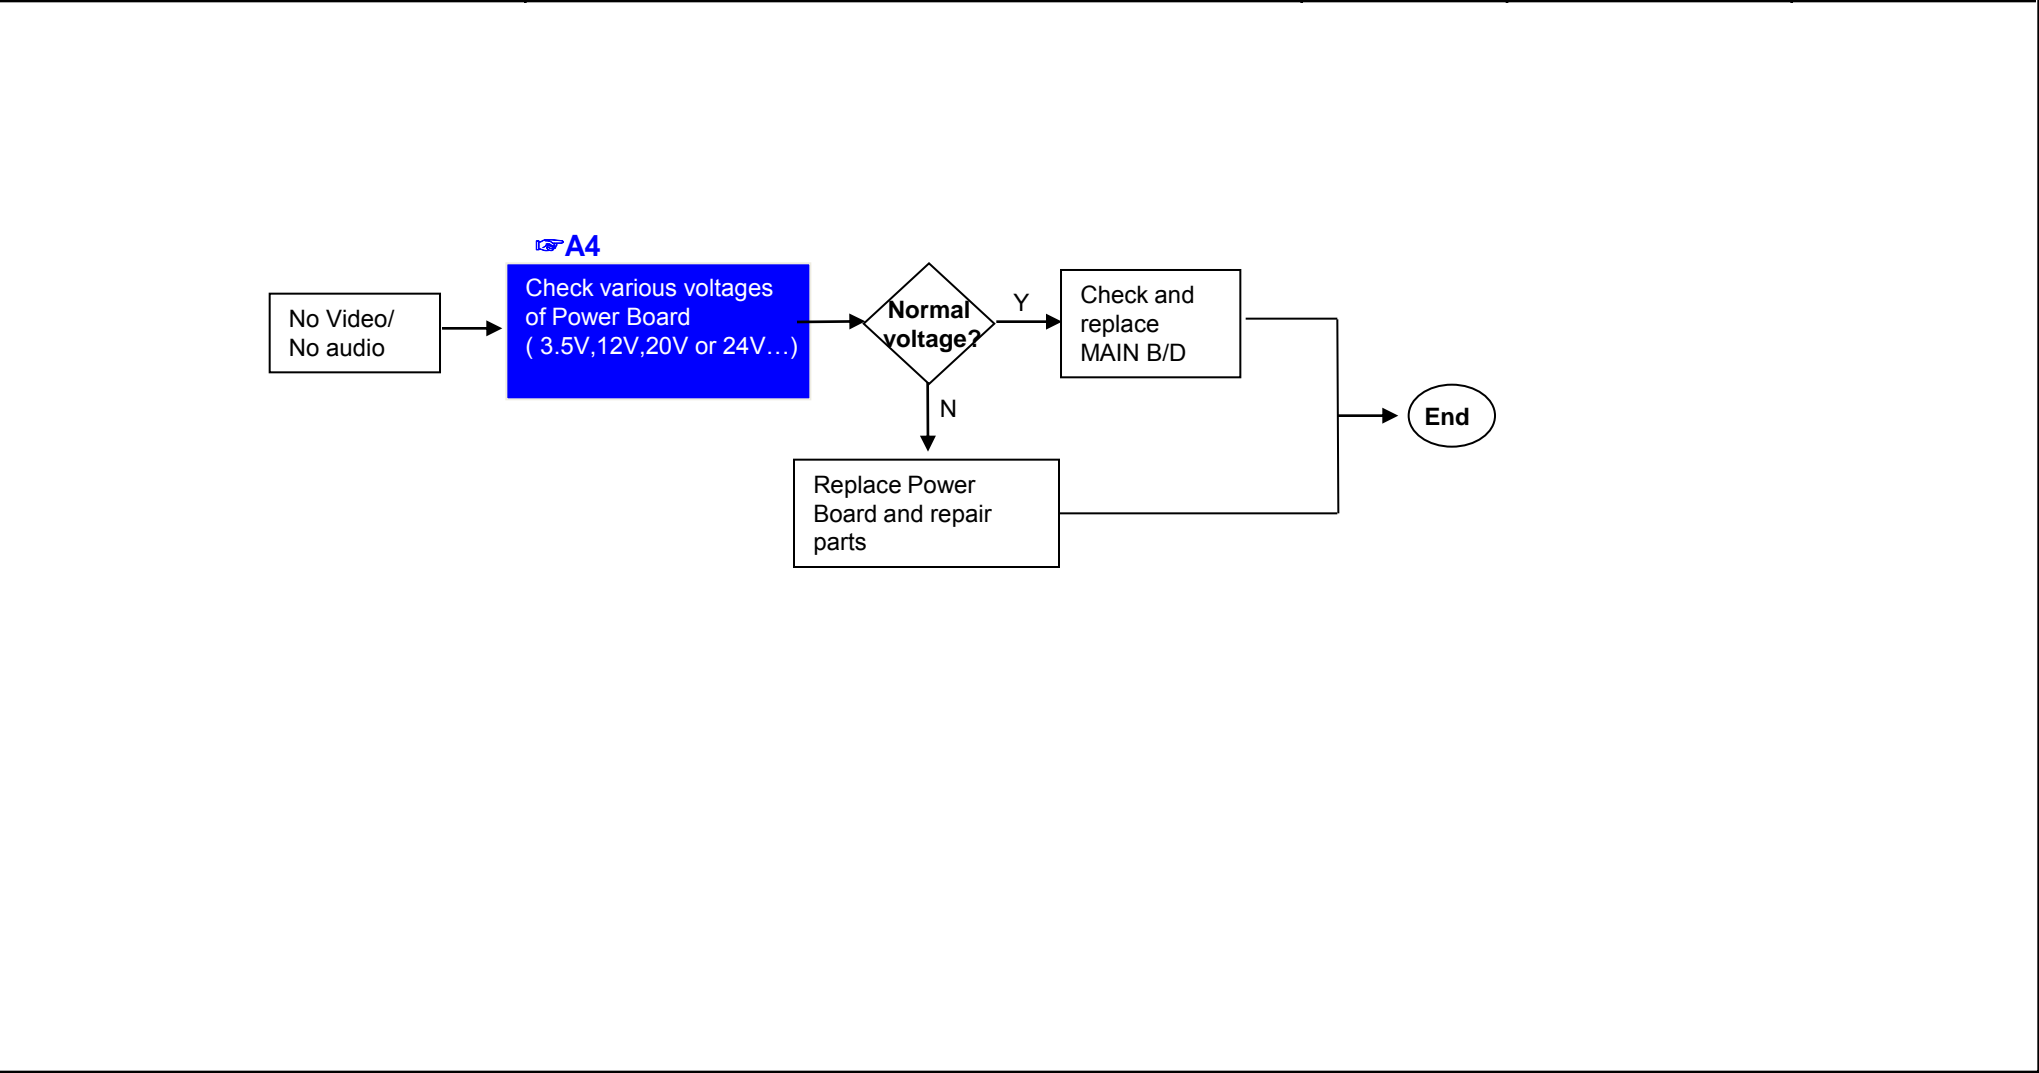 ☞A4
No Video/
No audio
Check various voltages
of Power Board
( 3.5V,12V,20V or 24V…)
Normal
voltage?
Y
Check and
replace
MAIN B/D
N
Replace Power
Board and repair
parts
End